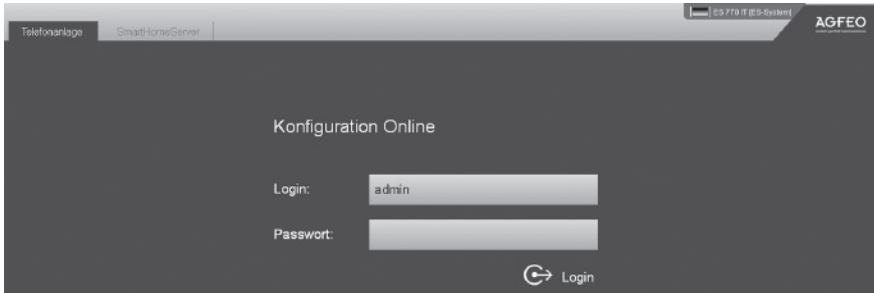 ES 770 IT [ES-System]
AGFEO
Telefonanlage
SmartHomeServer
Konfiguration Online
Login:
admin
Passwort:
Login